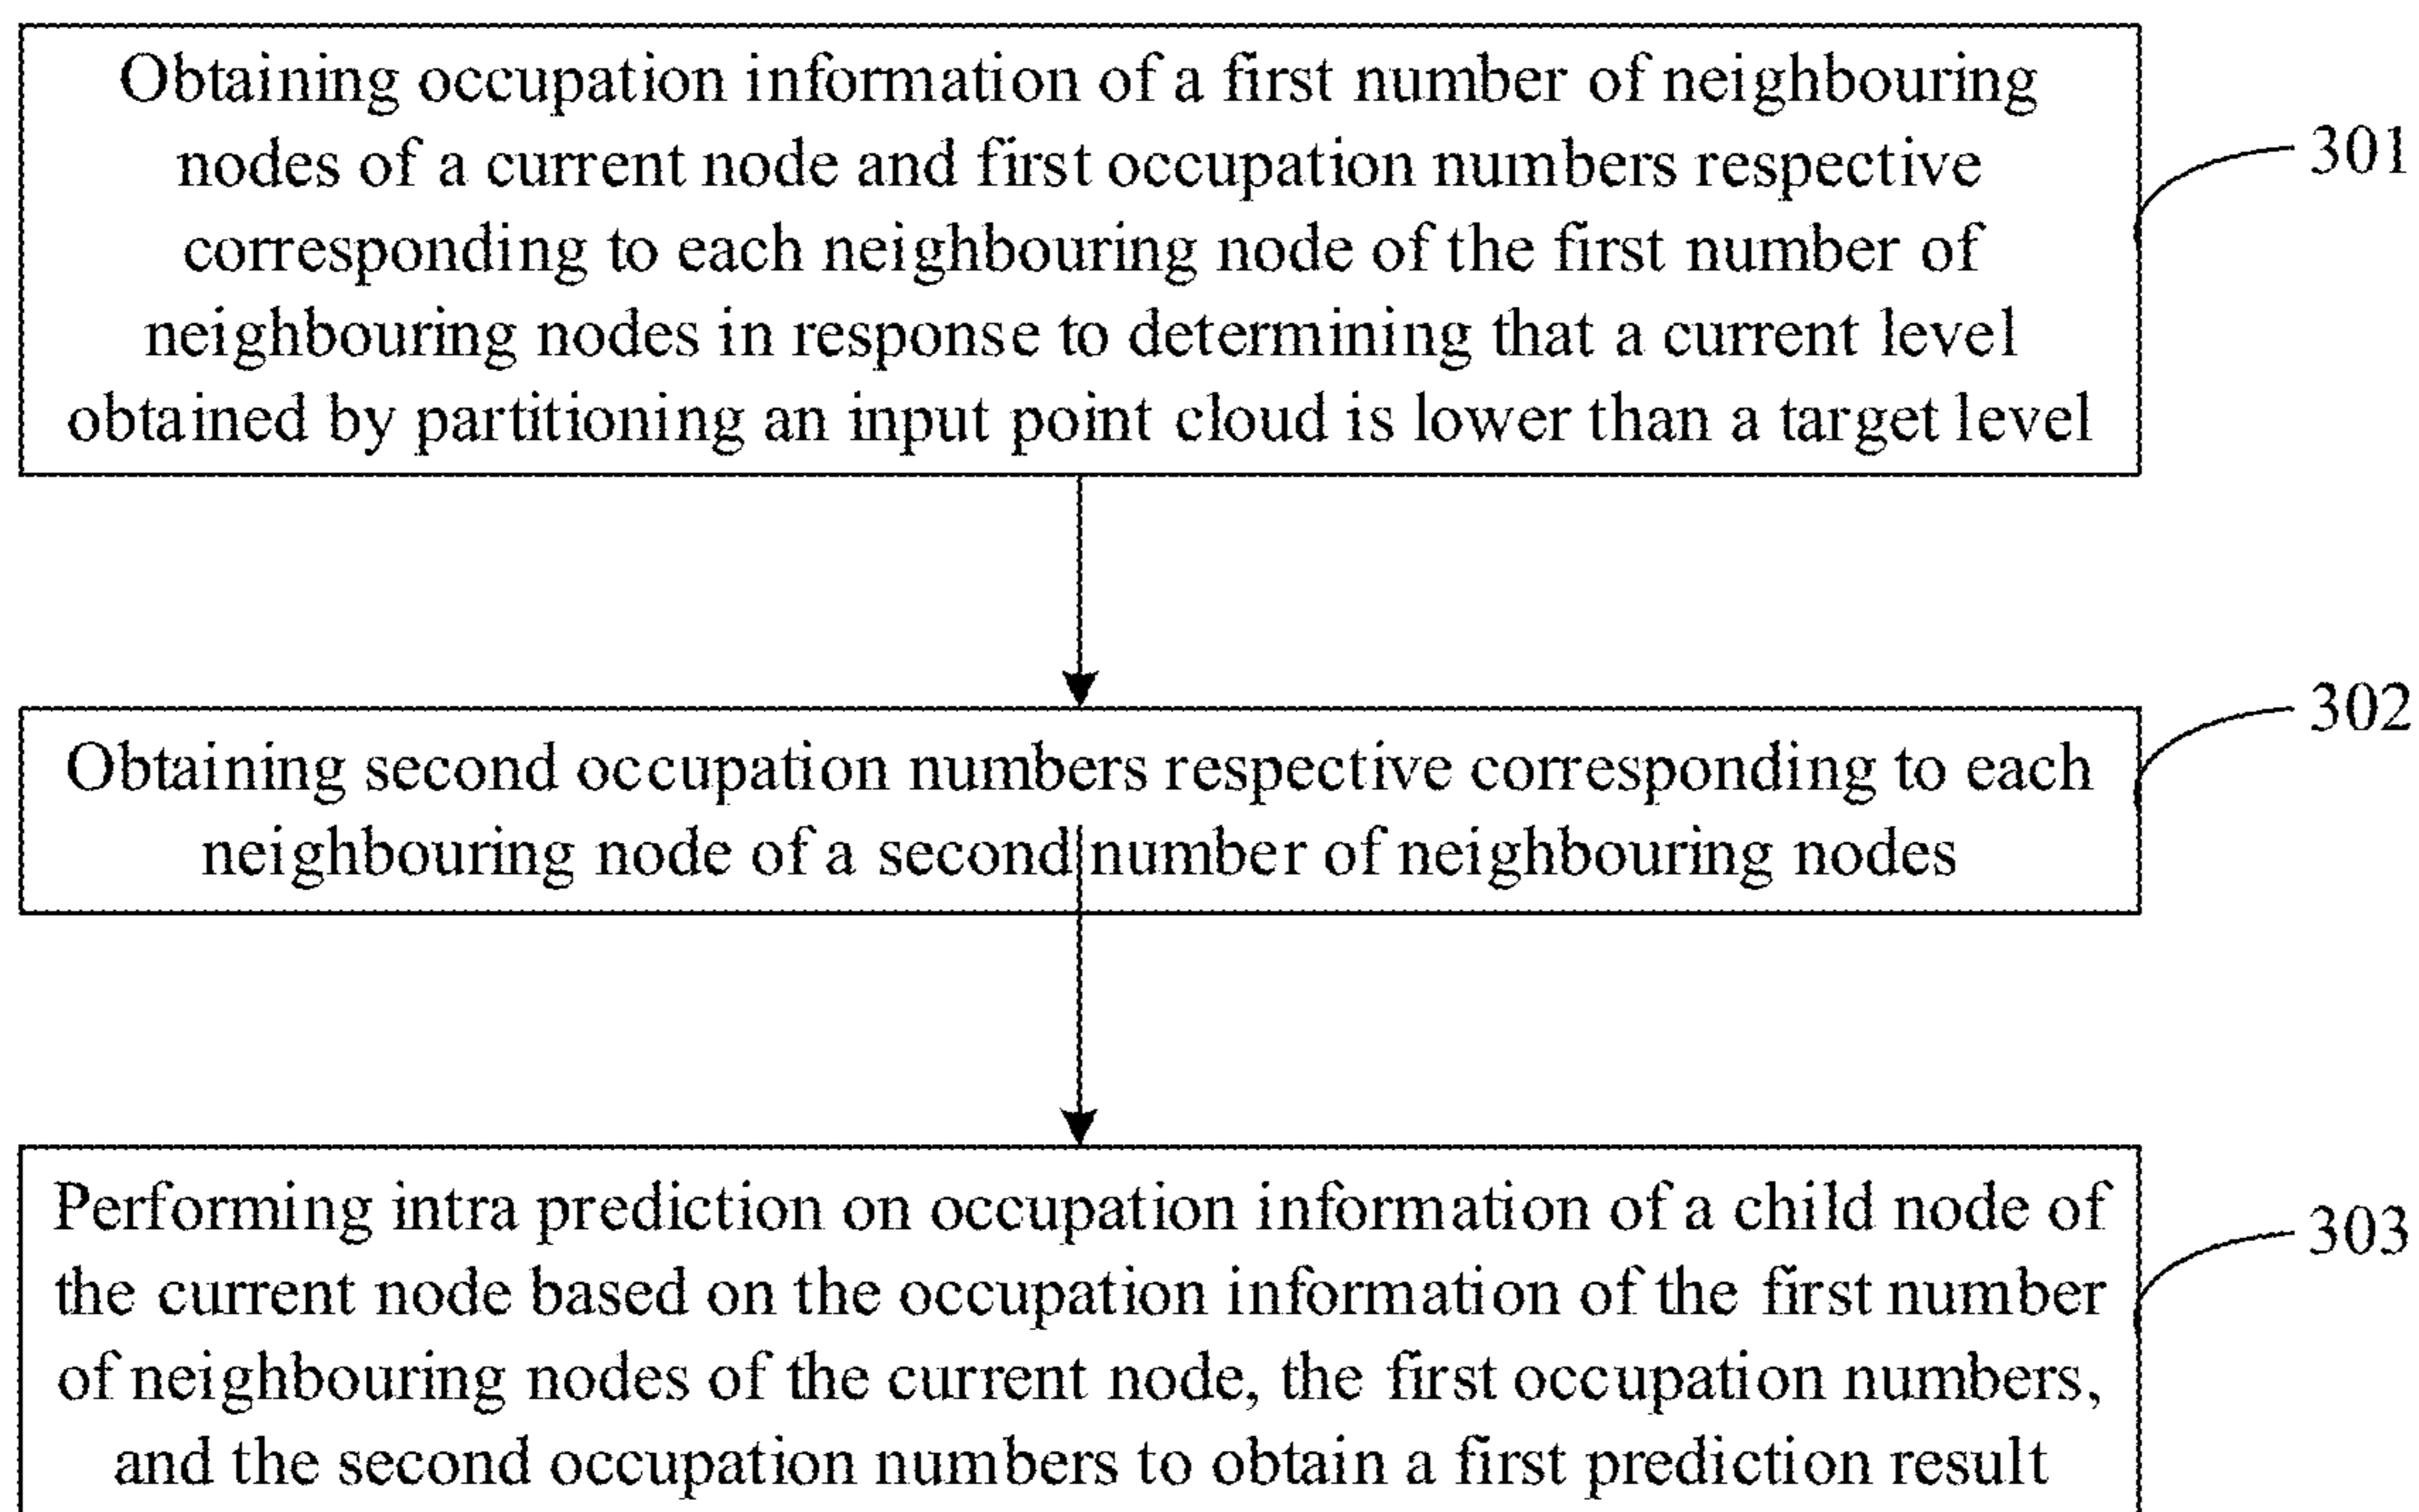 Obtaining occupation information of a first number of neighbouring
nodes of a current node and first occupation numbers respective
corresponding to each neighbouring node of the first number of
neighbouring nodes in response to determining that a current level
obtained by partitioning an input point cloud is lower than a target level
301
Obtaining second occupation numbers respective corresponding to each
neighbouring node of a second number of neighbouring nodes
302
Performing intra prediction on occupation information of a child node of
the current node based on the occupation information of the first number
of neighbouring nodes of the current node, the first occupation numbers,
and the second occupation numbers to obtain a first prediction result
303